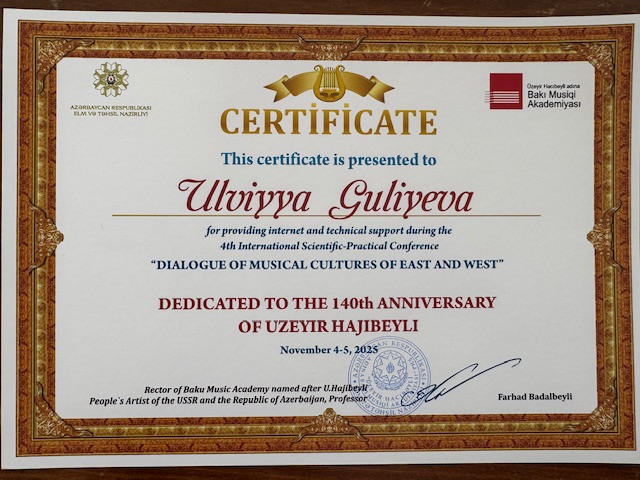 AZƏRBAYCAN RESPUBLİKASI
ELM VƏ TƏHSİL NAZİRLİYİ
Üzeyir Hacıbəyli adına
Bakı Musiqi
Akademiyası
CERTİFİCATE
This certificate is presented to
Ulviyya Guliyeva
for providing internet and technical support during the
4th International Scientific-Practical Conference
“DIALOGUE OF MUSICAL CULTURES OF EAST AND WEST”
DEDICATED TO THE 140th ANNIVERSARY
OF UZEYIR HAJIBEYLI
November 4-5, 2025
Rector of Baku Music Academy named after U.Hajibeyli
People`s Artist of the USSR and the Republic of Azerbaijan, Professor
Farhad Badalbeyli